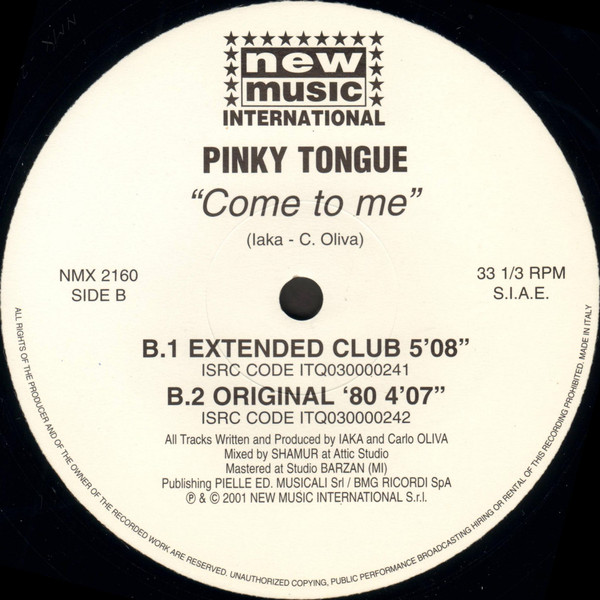 new
music
INTERNATIONAL
PINKY TONGUE
“Come to me”
(Iaka - C. Oliva)
NMX 2160
SIDE B
33 1/3 RPM
S.I.A.E.
B.1 EXTENDED CLUB 5’08”
ISRC CODE ITQ030000241
B.2 ORIGINAL ‘80 4’07”
ISRC CODE ITQ030000242
All Tracks Written and Produced by IAKA and Carlo OLIVA
Mixed by SHAMUR at Attic Studio
Mastered at Studio BARZAN (MI)
Publishing PIELLE ED. MUSICALI Srl / BMG RICORDI SpA
℗ & © 2001 NEW MUSIC INTERNATIONAL S.r.l.
ALL RIGHTS OF THE PRODUCER AND OF THE OWNER OF THE RECORDED WORK ARE RESERVED. UNAUTHORIZED COPYING, PUBLIC PERFORMANCE BROADCASTING HIRING OR RENTAL OF THIS RECORDING PROHIBITED. MADE IN ITALY